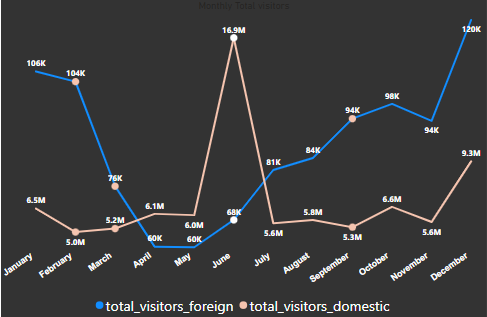 Monthly Total visitors
16.9M
120K
106K
104K
98K
94K
94K
84K
81K
9.3M
76K
6.5M
6.1M
5.2M
6.0M
68K
5.8M
6.6M
5.0M
60K
60K
5.6M
5.3M
5.6M
January
February
March
April
May
June
July
August
September
October
November
December
total_visitors_foreign
total_visitors_domestic